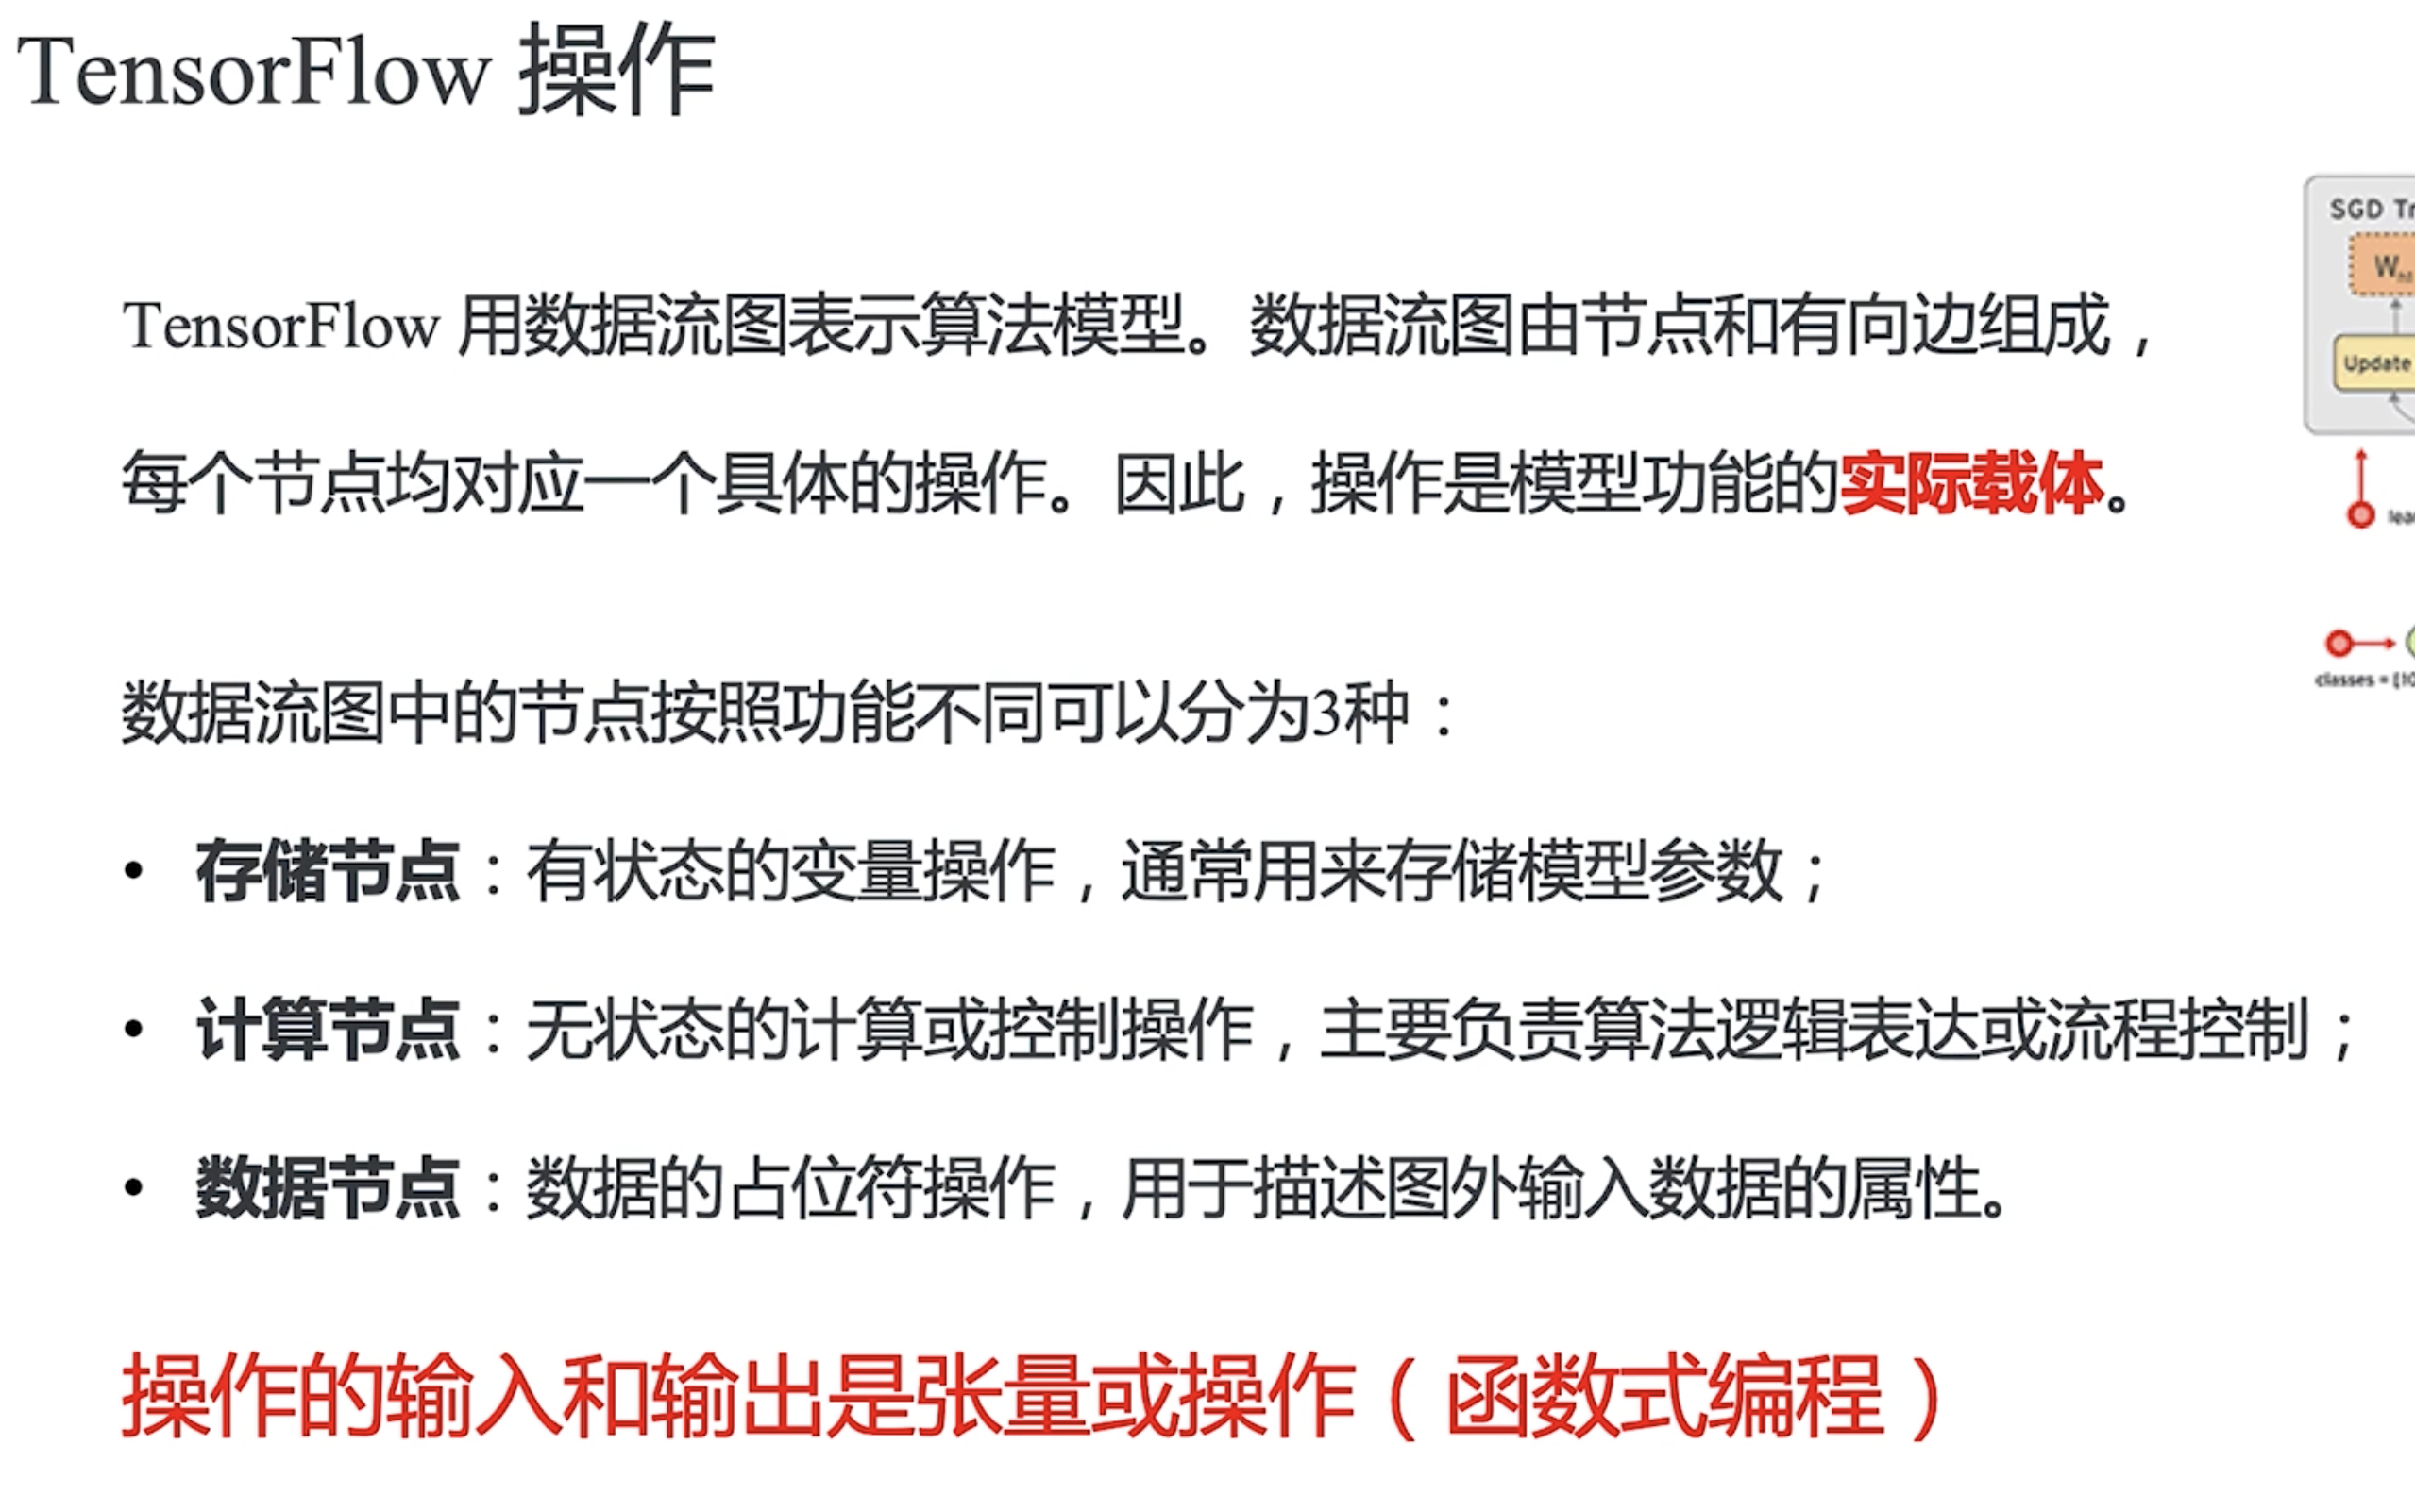 TensorFlow 操作
TensorFlow 用数据流图表示算法模型。数据流图由节点和有向边组成，
每个节点均对应一个具体的操作。因此，操作是模型功能的实际载体。
数据流图中的节点按照功能不同可以分为3种：
• 存储节点：有状态的变量操作，通常用来存储模型参数；
• 计算节点：无状态的计算或控制操作，主要负责算法逻辑表达或流程控制；
• 数据节点：数据的占位符操作，用于描述图外输入数据的属性。
操作的输入和输出是张量或操作（函数式编程）
SGD
Update
classes =